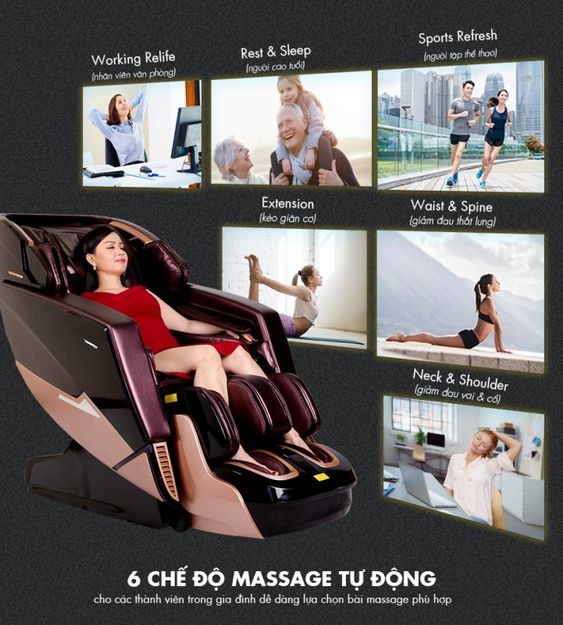 Working Relife
(nhân viên văn phòng)
Rest & Sleep
(người cao tuổi)
Sports Refresh
(người tập thể thao)
Extension
(kéo giãn cơ)
Waist & Spine
(giảm đau thắt lưng)
Neck & Shoulder
(giảm đau vai & cổ)
6 CHẾ ĐỘ MASSAGE TỰ ĐỘNG
cho các thành viên trong gia đình dễ dàng lưa chọn bài massage phù hợp